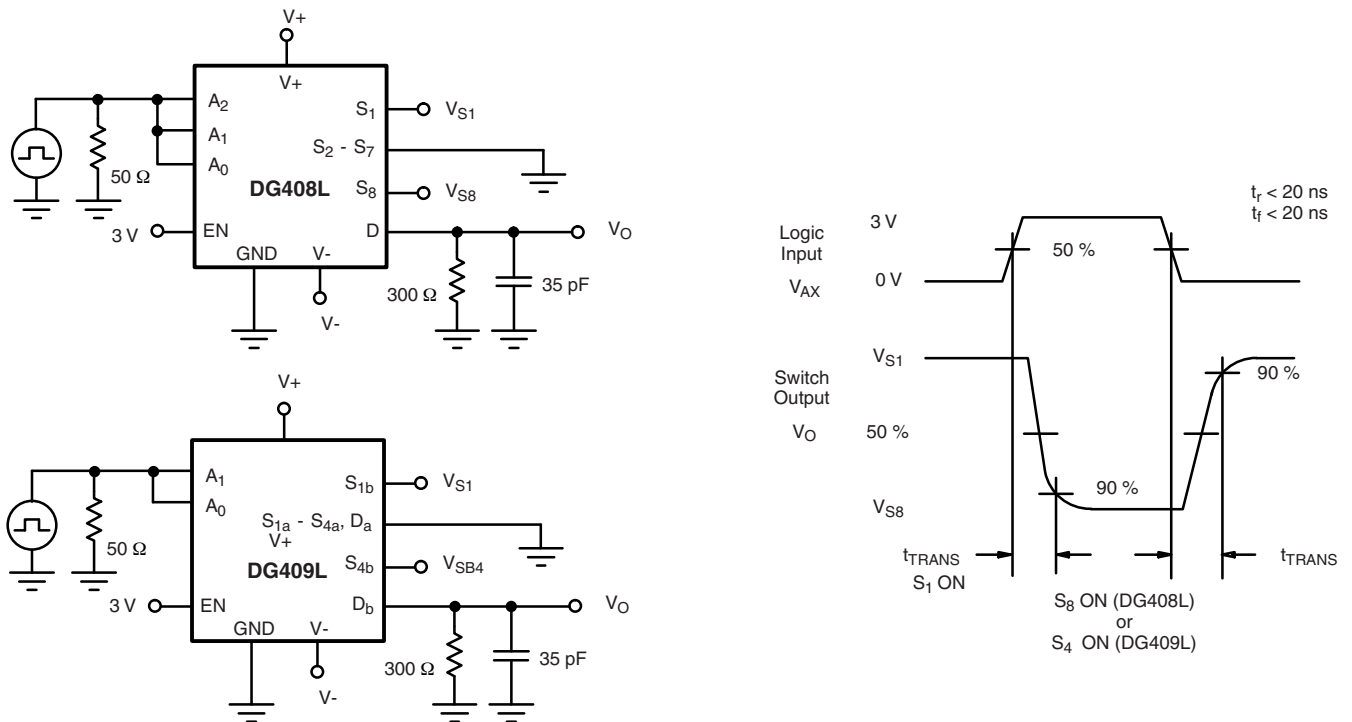 V+
V+
A2
A1
A0
50 Ω
DG408L
S1
VS1
S2 - S7
S8
VS8
3 V
EN
D
VO
GND
V-
300 Ω
35 pF
V-
V+
A1
A0
50 Ω
S1b
VS1
S1a - S4a, Da
V+
DG409L
S4b
VSB4
3 V
EN
Db
VO
GND
V-
300 Ω
35 pF
V-
tr < 20 ns
tf < 20 ns
Logic
Input
VAX
3 V
50 %
0 V
VS1
Switch
Output
VO
90 %
50 %
90 %
VS8
tTRANS
tTRANS
S1 ON
S8 ON (DG408L)
or
S4 ON (DG409L)